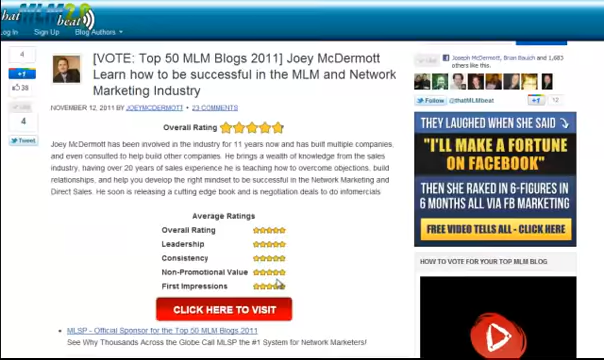 that MLM beat
Log In Sign Up Blog Authors
4
+1
38
4
Tweet
[VOTE: Top 50 MLM Blogs 2011] Joey McDermott
Learn how to be successful in the MLM and Network
Marketing Industry
NOVEMBER 12, 2011 BY JOEYMCDERMOTT • 23 COMMENTS
Overall Rating
Joey McDermott has been involved in the industry for 11 years now and has built multiple companies,
and even consulted to help build other companies. He brings a wealth of knowledge from the sales
industry, having over 20 years of sales experience he is teaching how to overcome objections, build
relationships, and help you develop the right mindset to be successful in the Network Marketing and
Direct Sales. He soon is releasing a cutting edge book and is negotiation deals to do infomercials
Average Ratings
Overall Rating
Leadership
Consistency
Non-Promotional Value
First Impressions
CLICK HERE TO VISIT
• MLSP - Official Sponsor for the Top 50 MLM Blogs 2011
See Why Thousands Across the Globe Call MLSP the #1 System for Network Marketers!
Like
Joseph McDermott, Brian Bauch and 1,683
others like this.
Follow @thatMLMbeat
+1 12
THEY LAUGHED WHEN SHE SAID
"I'LL MAKE A FORTUNE
ON FACEBOOK"
THEN SHE RAKED IN 6-FIGURES IN
6 MONTHS ALL VIA FB MARKETING
FREE VIDEO TELLS ALL - CLICK HERE
HOW TO VOTE FOR YOUR TOP MLM BLOG